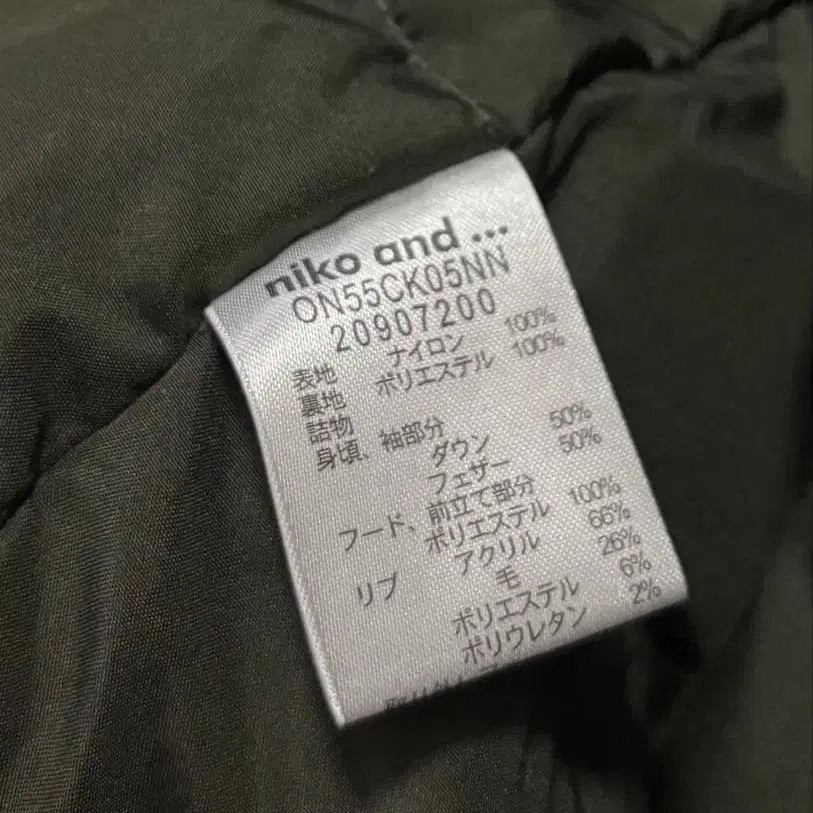 niko and ...
ON55CK05NN
20907200
表地 ナイロン 100%
裏地 ポリエステル 100%
詰物
身頃、袖部分
ダウン 50%
フェザー 50%
フード、前立て部分
ポリエステル 100%
リブ アクリル 66%
毛 26%
ポリエステル 6%
ポリウレタン 2%